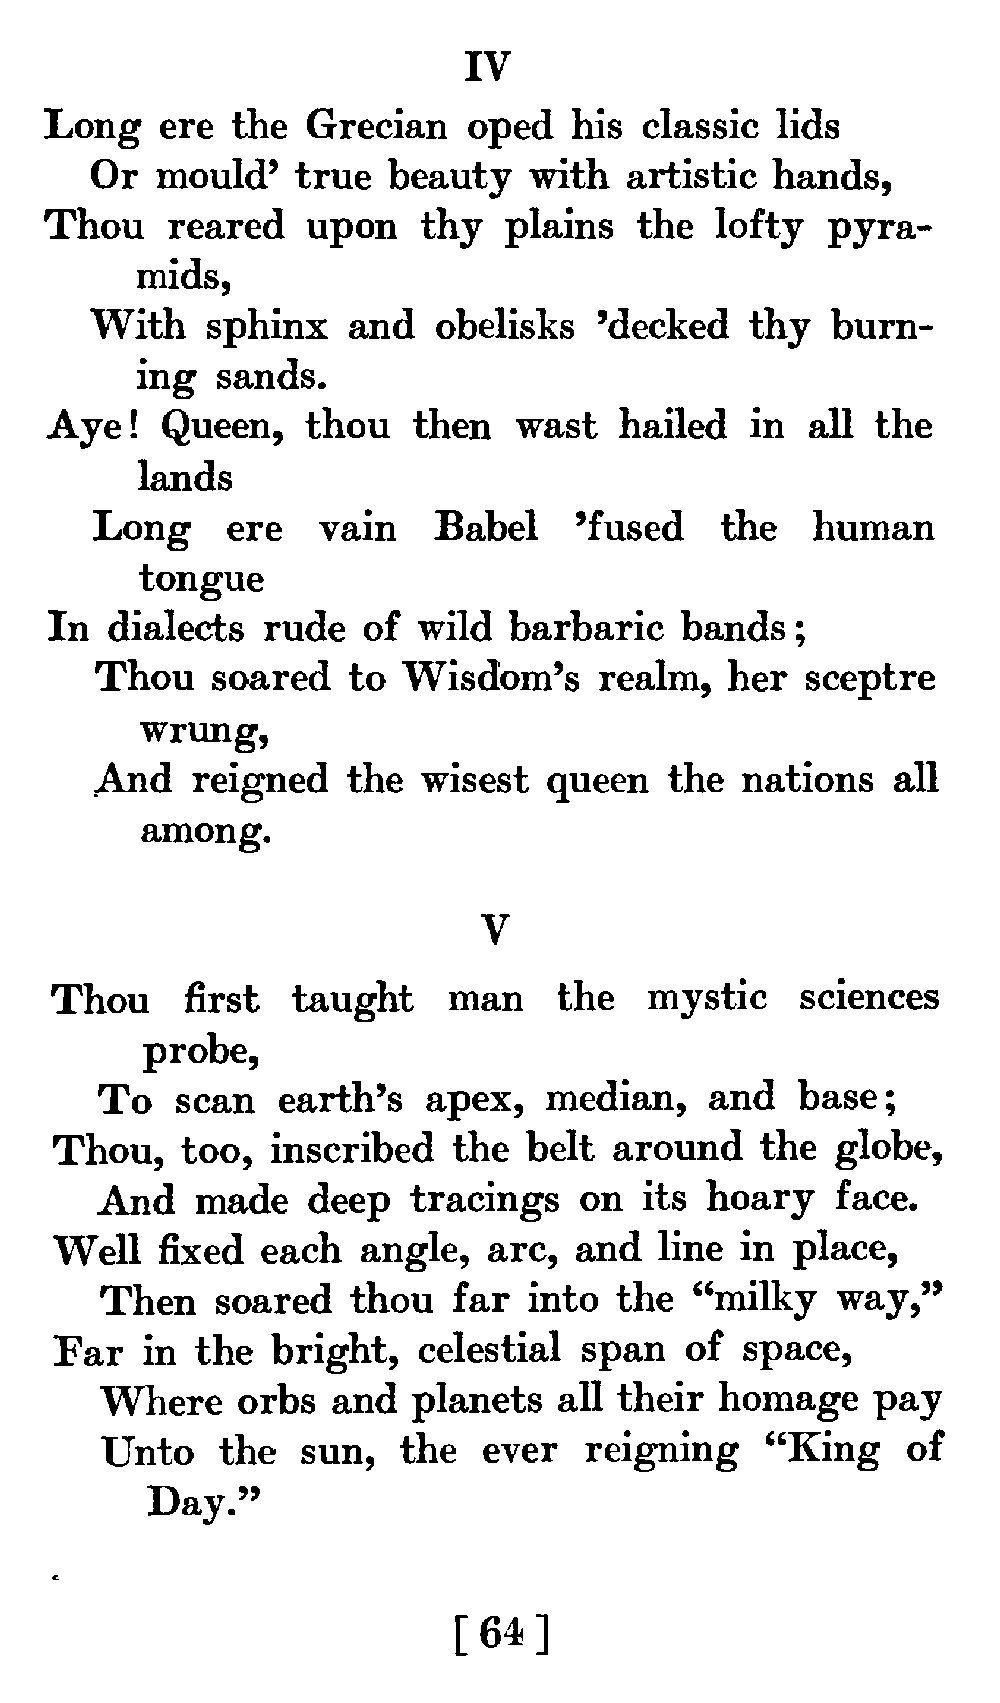 IV
Long ere the Grecian oped his classic lids
Or mould’ true beauty with artistic hands,
Thou reared upon thy plains the lofty pyra-
mids,
With sphinx and obelisks ’decked thy burn-
ing sands.
Aye! Queen, thou then wast hailed in all the
lands
Long ere vain Babel ’fused the human
tongue
In dialects rude of wild barbaric bands;
Thou soared to Wisdom’s realm, her sceptre
wrung,
And reigned the wisest queen the nations all
among.
V
Thou first taught man the mystic sciences
probe,
To scan earth’s apex, median, and base;
Thou, too, inscribed the belt around the globe,
And made deep tracings on its hoary face.
Well fixed each angle, arc, and line in place,
Then soared thou far into the “milky way,”
Far in the bright, celestial span of space,
Where orbs and planets all their homage pay
Unto the sun, the ever reigning “King of
Day.”
[ 64 ]